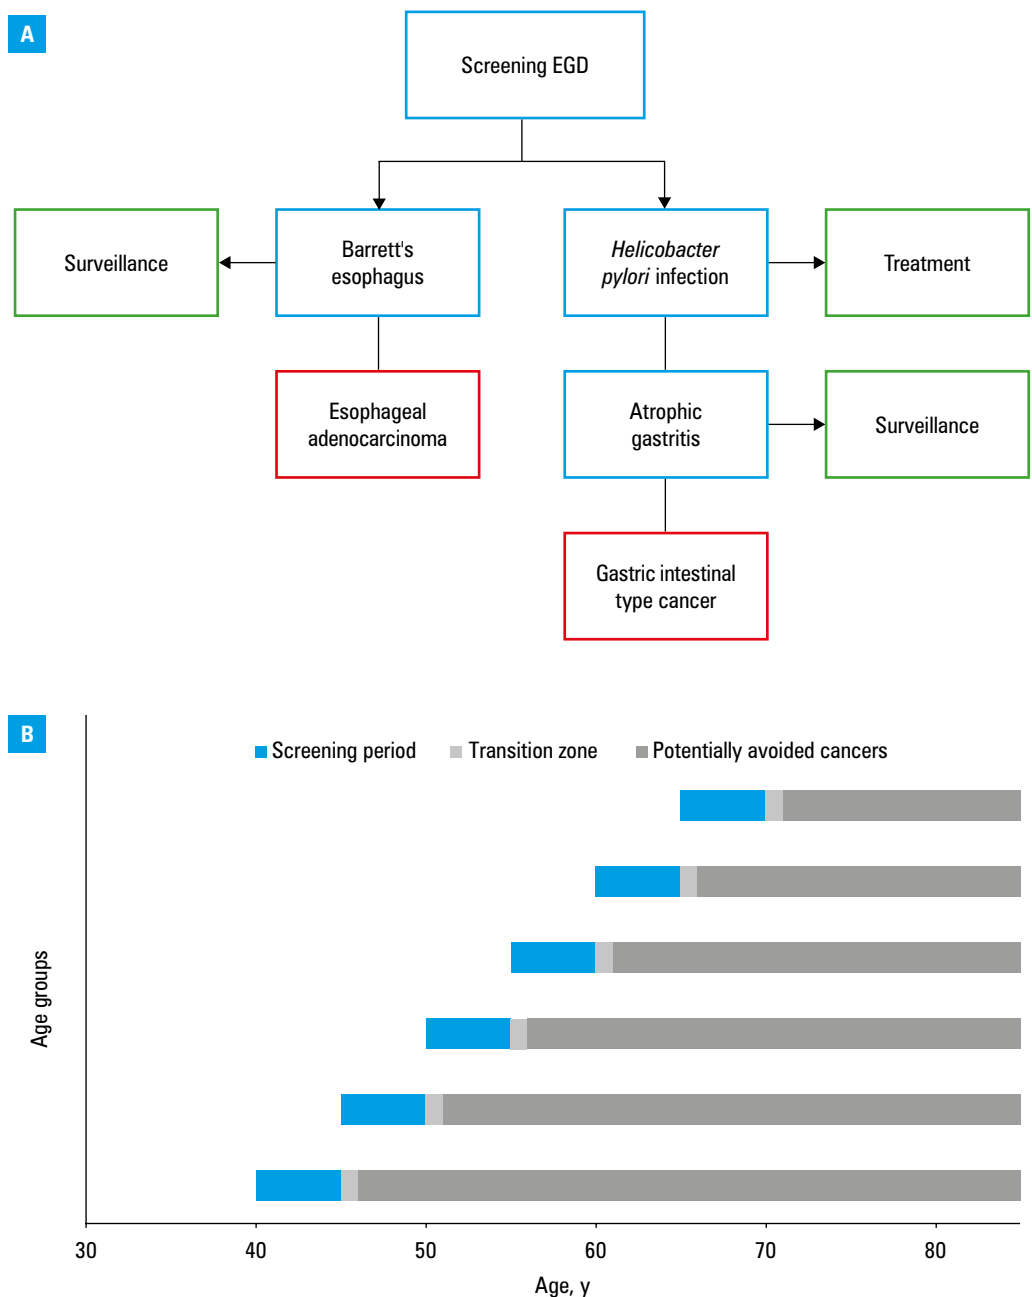 A
Screening EGD
Surveillance
Barrett's
esophagus
Helicobacter
pylori infection
Treatment
Esophageal
adenocarcinoma
Atrophic
gastritis
Surveillance
Gastric intestinal
type cancer
B
Screening period
Transition zone
Potentially avoided cancers
Age groups
30 40 50 60 70 80
Age, y